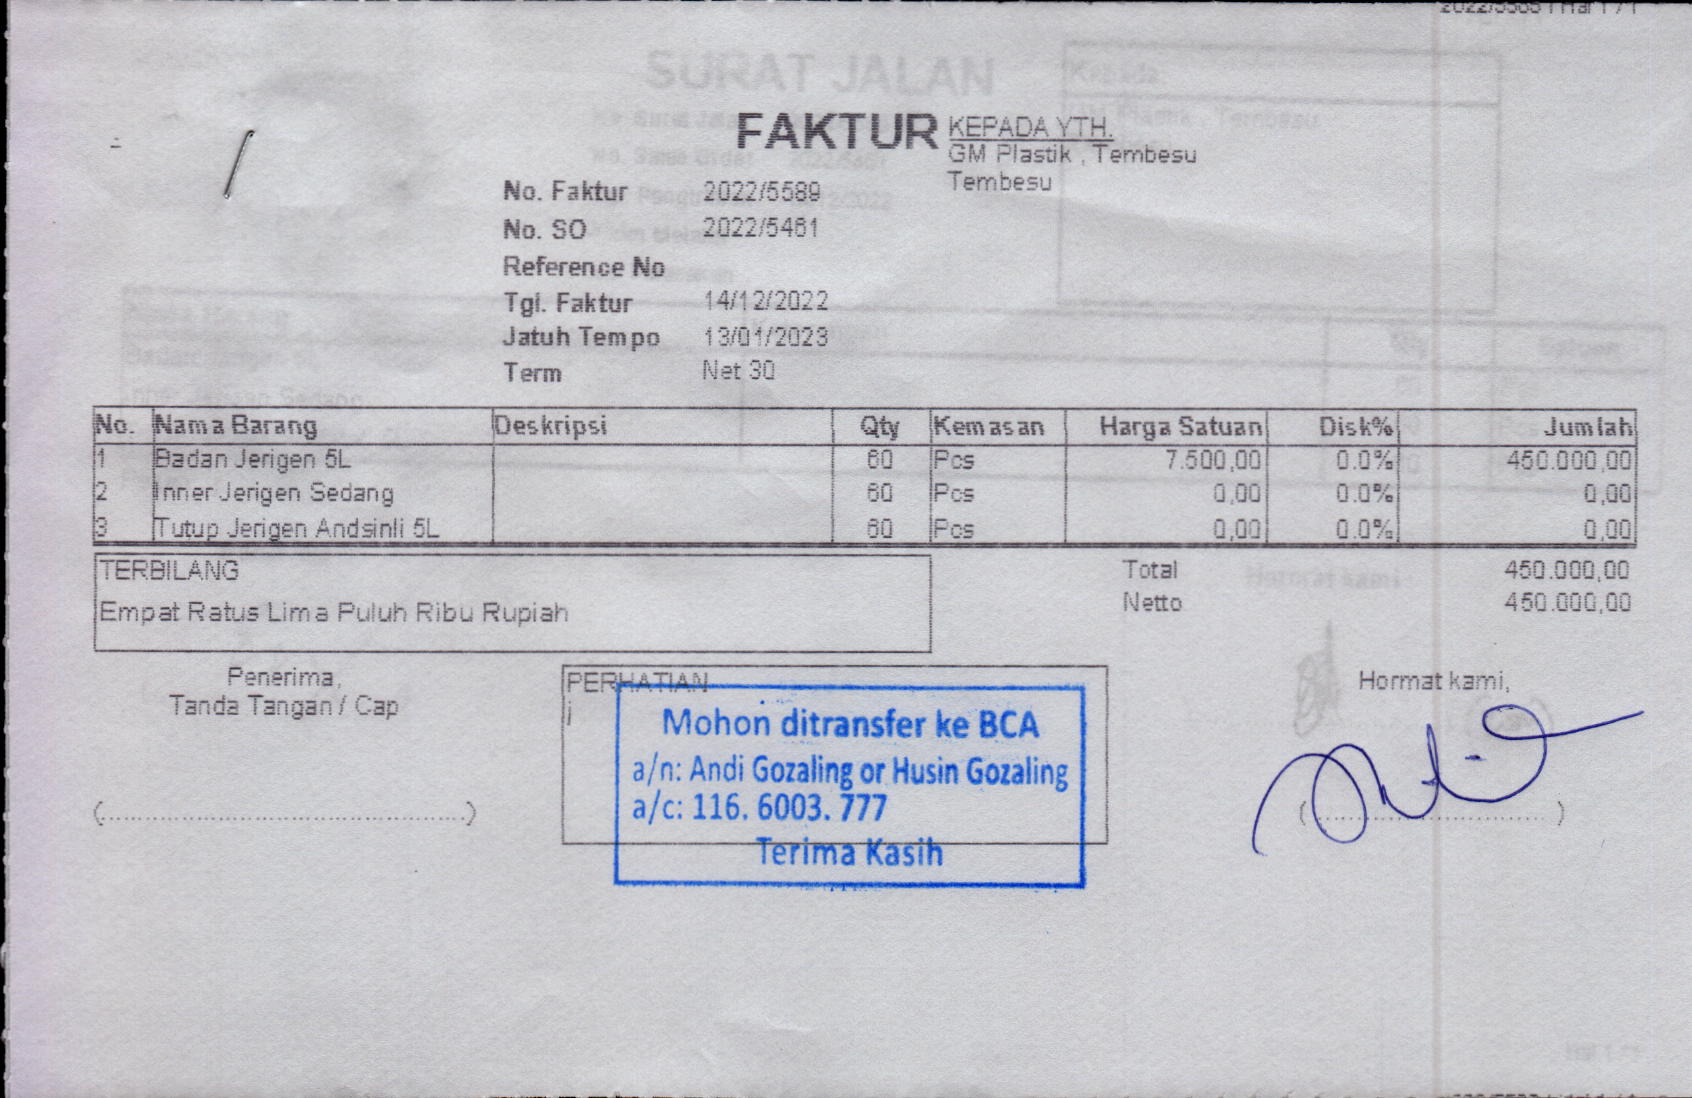 FAKTUR
KEPADA YTH.
GM Plastik , Tembesu
Tembesu
No. Faktur 2022/5589
No. SO 2022/5461
Reference No
Tgl. Faktur 14/12/2022
Jatuh Tempo 13/01/2023
Term Net 30
No. Nama Barang Deskripsi Qty Kemasan Harga Satuan Disk% Jumlah
1 Badan Jerigen 5L 60 Pcs 7.500,00 0.0% 450.000,00
2 Inner Jerigen Sedang 60 Pcs 0,00 0.0% 0,00
3 Tutup Jerigen Andsinli 5L 60 Pcs 0,00 0.0% 0,00
TERBILANG
Empat Ratus Lima Puluh Ribu Rupiah
Total 450.000,00
Netto 450.000,00
Penerima,
Tanda Tangan / Cap
PERHATIAN
j
Mohon ditransfer ke BCA
a/n: Andi Gozaling or Husin Gozaling
a/c: 116. 6003. 777
Terima Kasih
Hormat kami,
SURAT JALAN